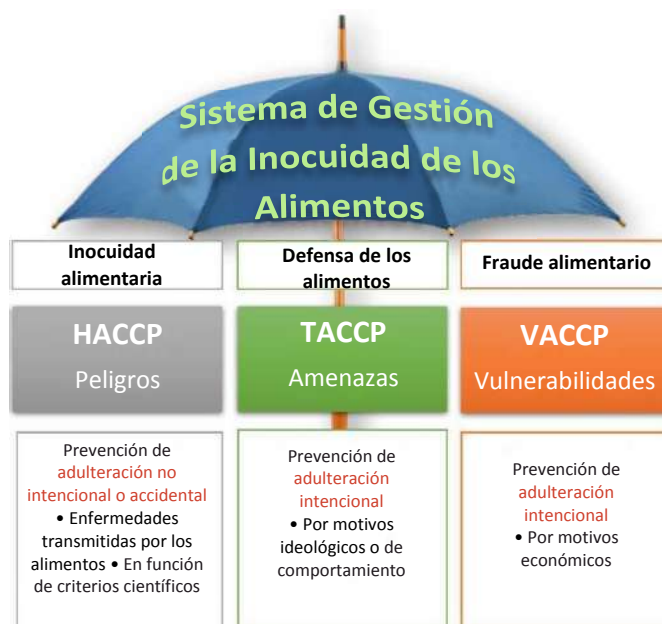 Sistema de Gestión
de la Inocuidad de los
Alimentos
Inocuidad
alimentaria
Defensa de los
alimentos
Fraude alimentario
HACCP
Peligros
TACCP
Amenazas
VACCP
Vulnerabilidades
Prevención de
adulteración no
intencional o accidental
• Enfermedades
transmitidas por los
alimentos • En función
de criterios científicos
Prevención de
adulteración
intencional
• Por motivos
ideológicos o de
comportamiento
Prevención de
adulteración
intencional
• Por motivos
económicos